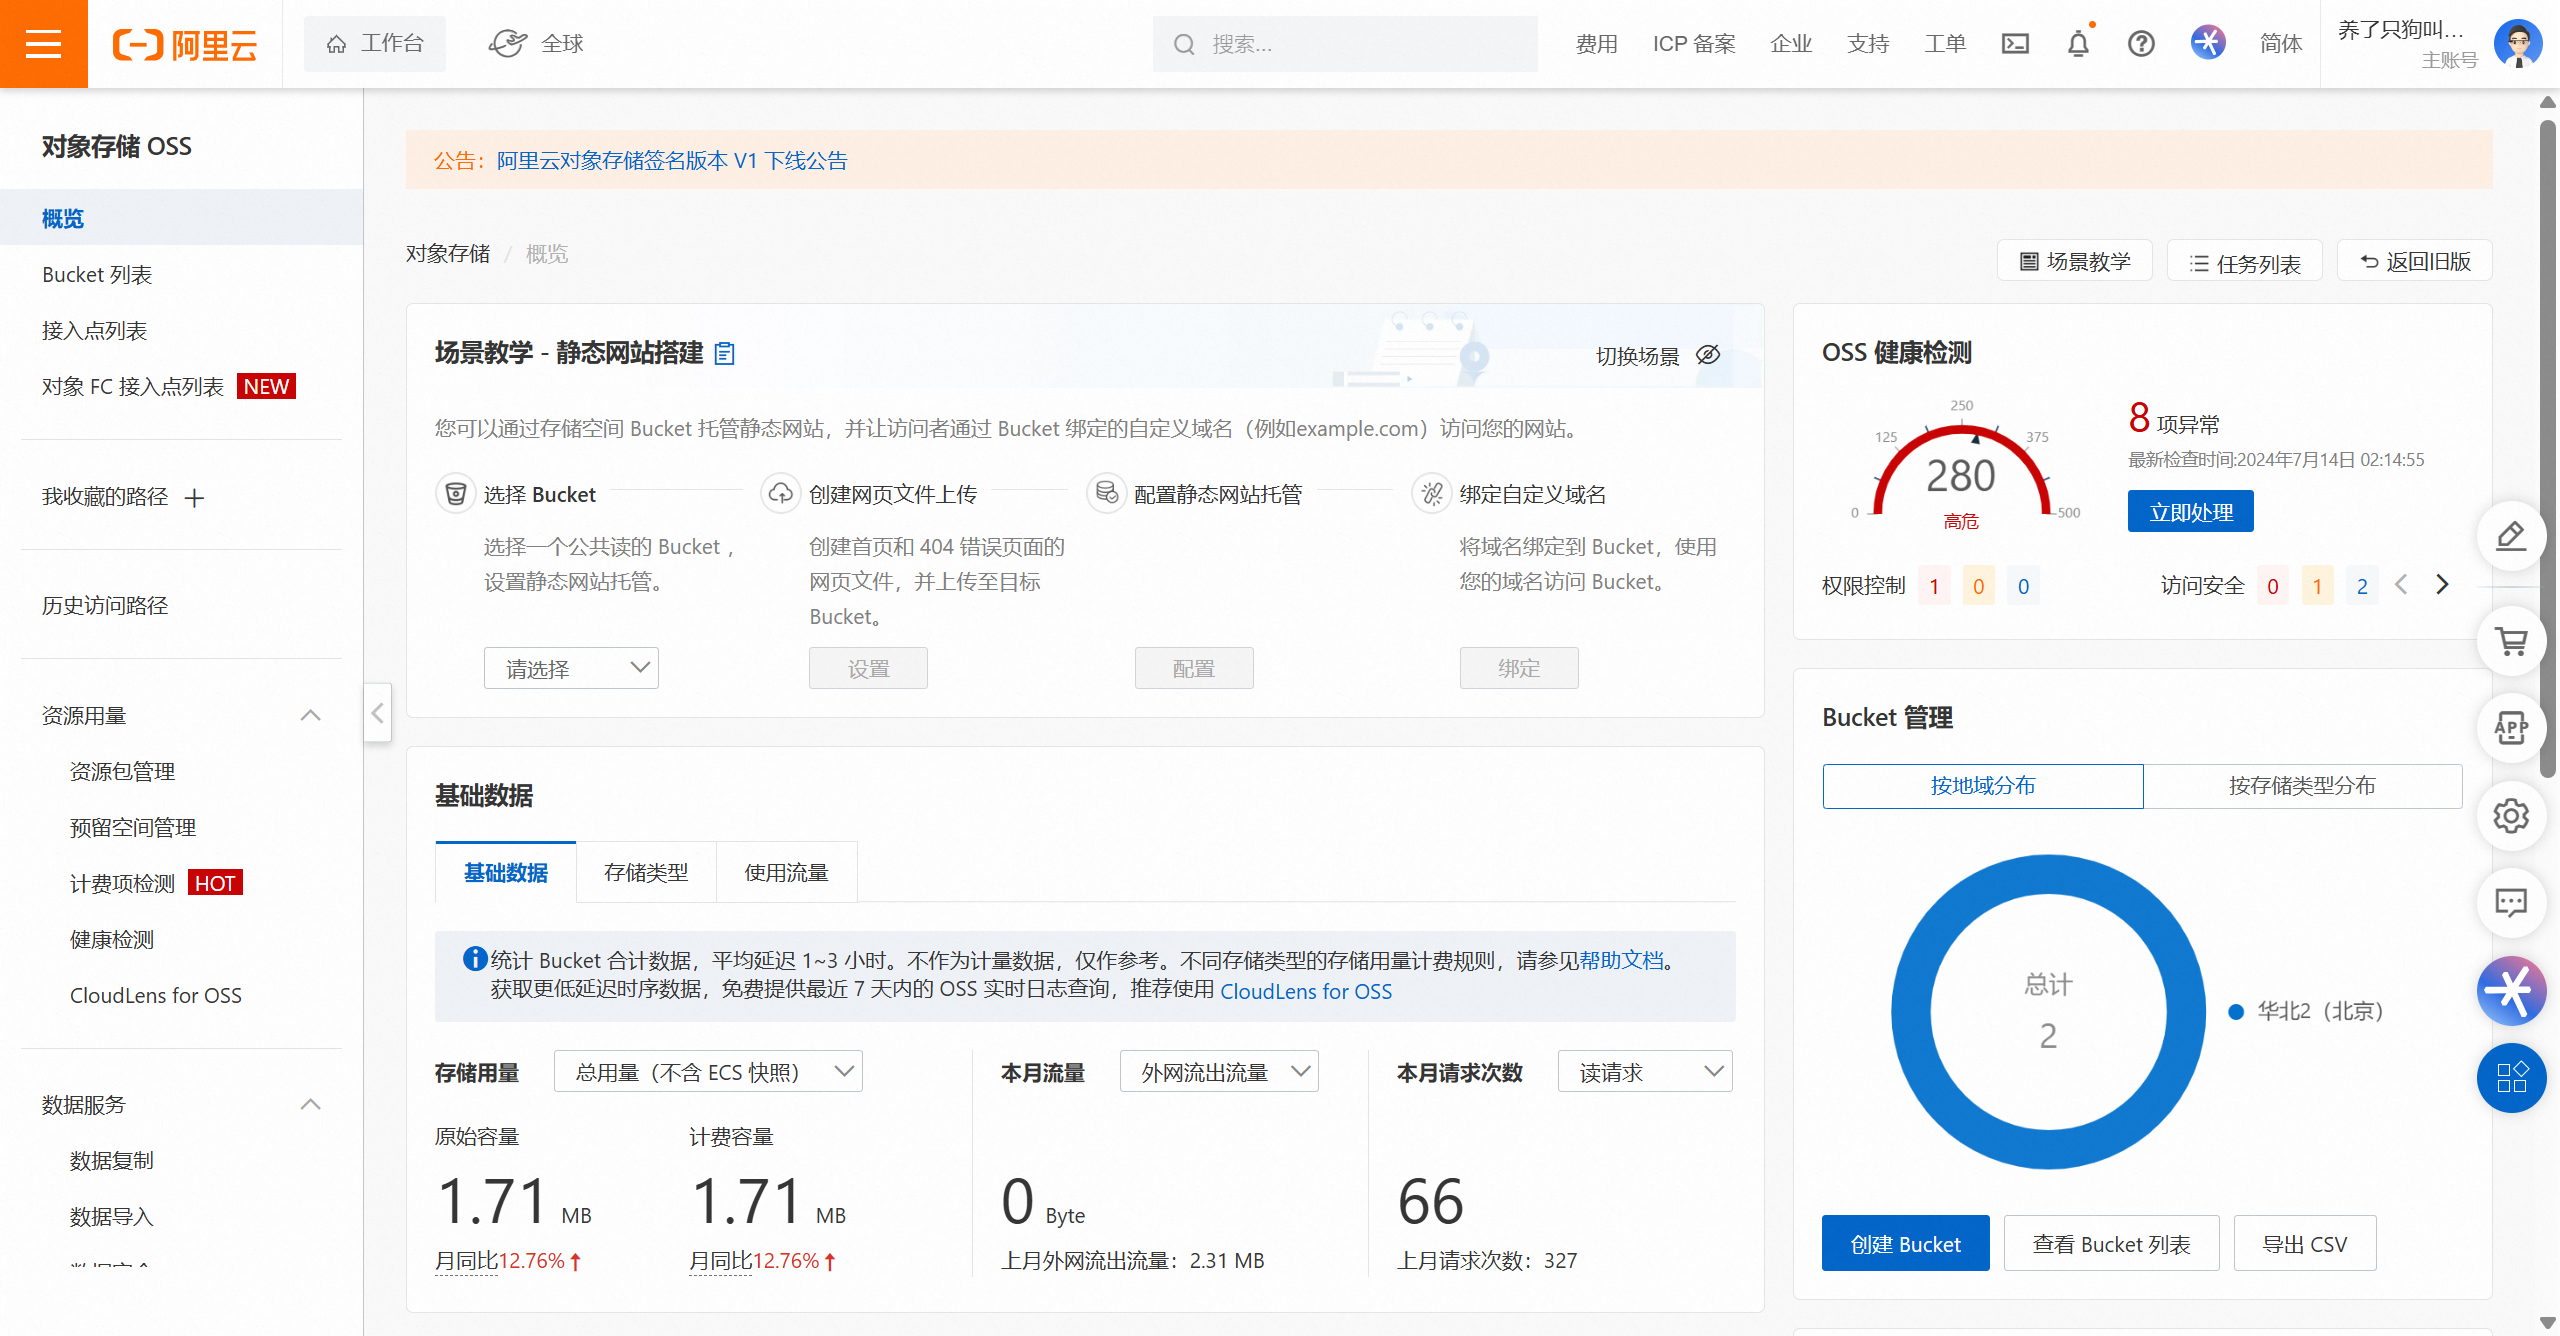 阿里云
工作台
全球
搜索...
费用
ICP 备案
企业
支持
工单
简体
养了只狗叫...
主账号
对象存储 OSS
概览
Bucket 列表
接入点列表
对象 FC 接入点列表 NEW
我收藏的路径
历史访问路径
资源用量
资源包管理
预留空间管理
计费项检测 HOT
健康检测
CloudLens for OSS
数据服务
数据复制
数据导入
公告：阿里云对象存储签名版本 V1 下线公告
对象存储 / 概览
场景教学
任务列表
返回旧版
场景教学 - 静态网站搭建
切换场景
您可以通过存储空间 Bucket 托管静态网站，并让访问者通过 Bucket 绑定的自定义域名（例如example.com）访问您的网站。
选择 Bucket
选择一个公共读的 Bucket，
设置静态网站托管。
请选择
创建网页文件上传
创建首页和 404 错误页面的
网页文件，并上传至目标
Bucket。
设置
配置静态网站托管
配置
绑定自定义域名
将域名绑定到 Bucket，使用
您的域名访问 Bucket。
绑定
基础数据
基础数据
存储类型
使用流量
统计 Bucket 合计数据，平均延迟 1~3 小时。不作为计量数据，仅作参考。不同存储类型的存储用量计费规则，请参见帮助文档。
获取更低延迟时序数据，免费提供最近 7 天内的 OSS 实时日志查询，推荐使用 CloudLens for OSS
存储用量
总用量（不含 ECS 快照）
原始容量
1.71 MB
月同比12.76%
计费容量
1.71 MB
月同比12.76%
本月流量
外网流出流量
0 Byte
上月外网流出流量：2.31 MB
本月请求次数
读请求
66
上月请求次数：327
OSS 健康检测
0
125
250
375
500
280
高危
8 项异常
最新检查时间:2024年7月14日 02:14:55
立即处理
权限控制 1 0 0
访问安全 0 1 2
Bucket 管理
按地域分布
按存储类型分布
总计
2
华北2（北京）
创建 Bucket
查看 Bucket 列表
导出 CSV
APP